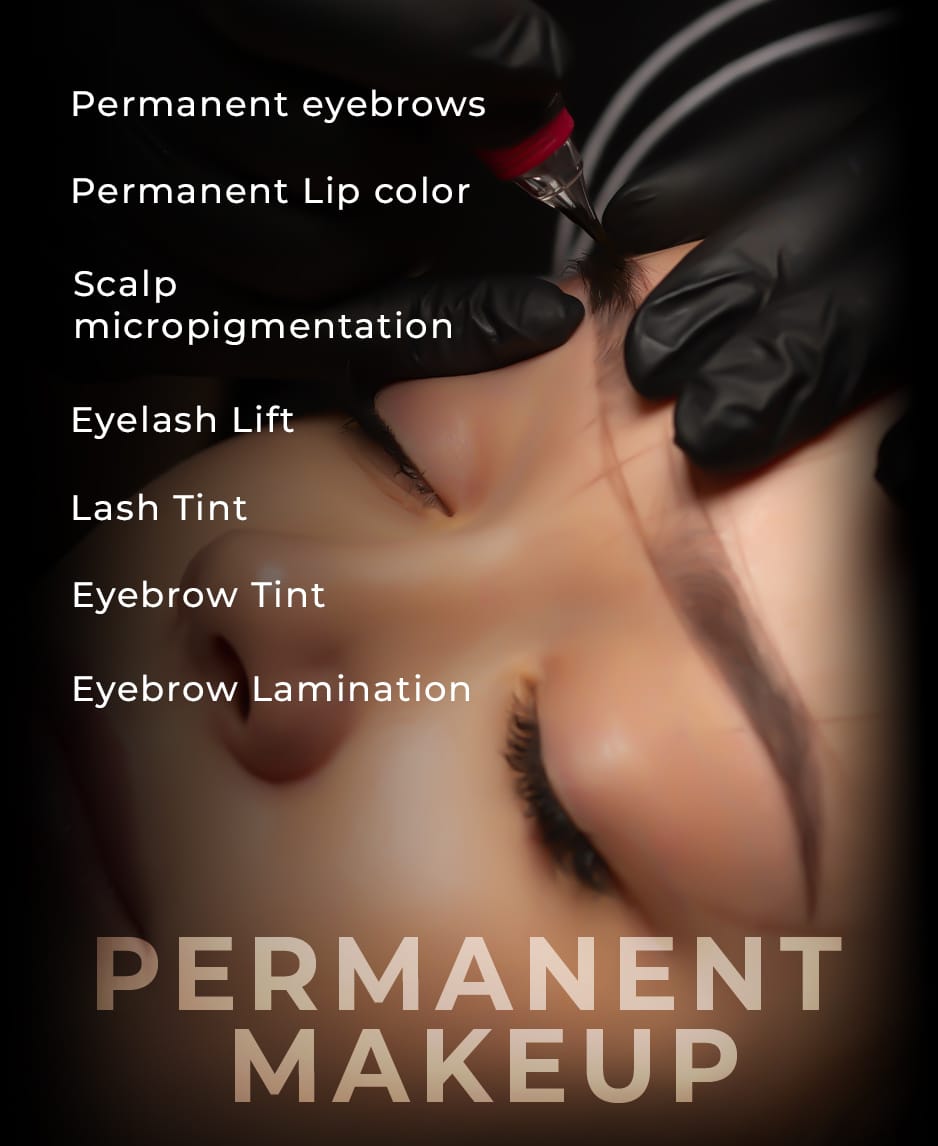 Permanent eyebrows
Permanent Lip color
Scalp
micropigmentation
Eyelash Lift
Lash Tint
Eyebrow Tint
Eyebrow Lamination
PERMANENT
MAKEUP